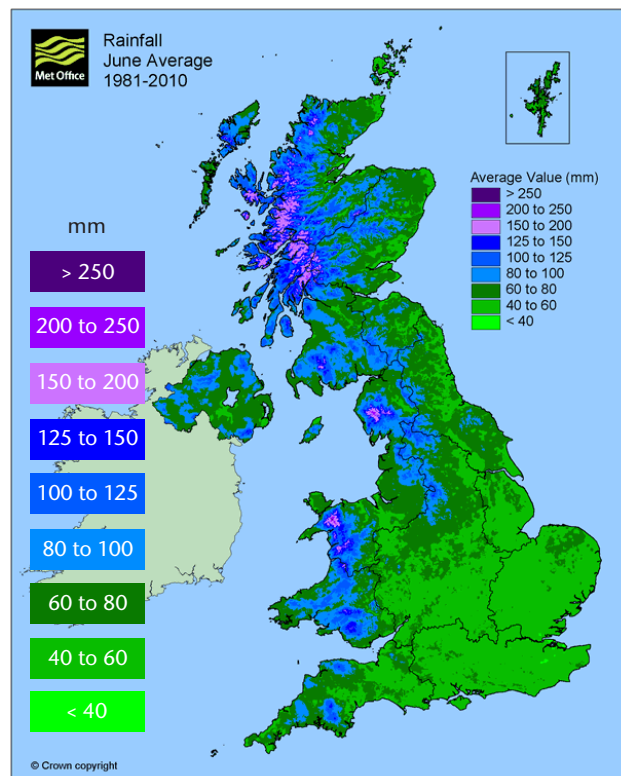 Met Office
Rainfall
June Average
1981-2010
Average Value (mm)
> 250
200 to 250
150 to 200
125 to 150
100 to 125
80 to 100
60 to 80
40 to 60
< 40
mm
> 250
200 to 250
150 to 200
125 to 150
100 to 125
80 to 100
60 to 80
40 to 60
< 40
© Crown copyright